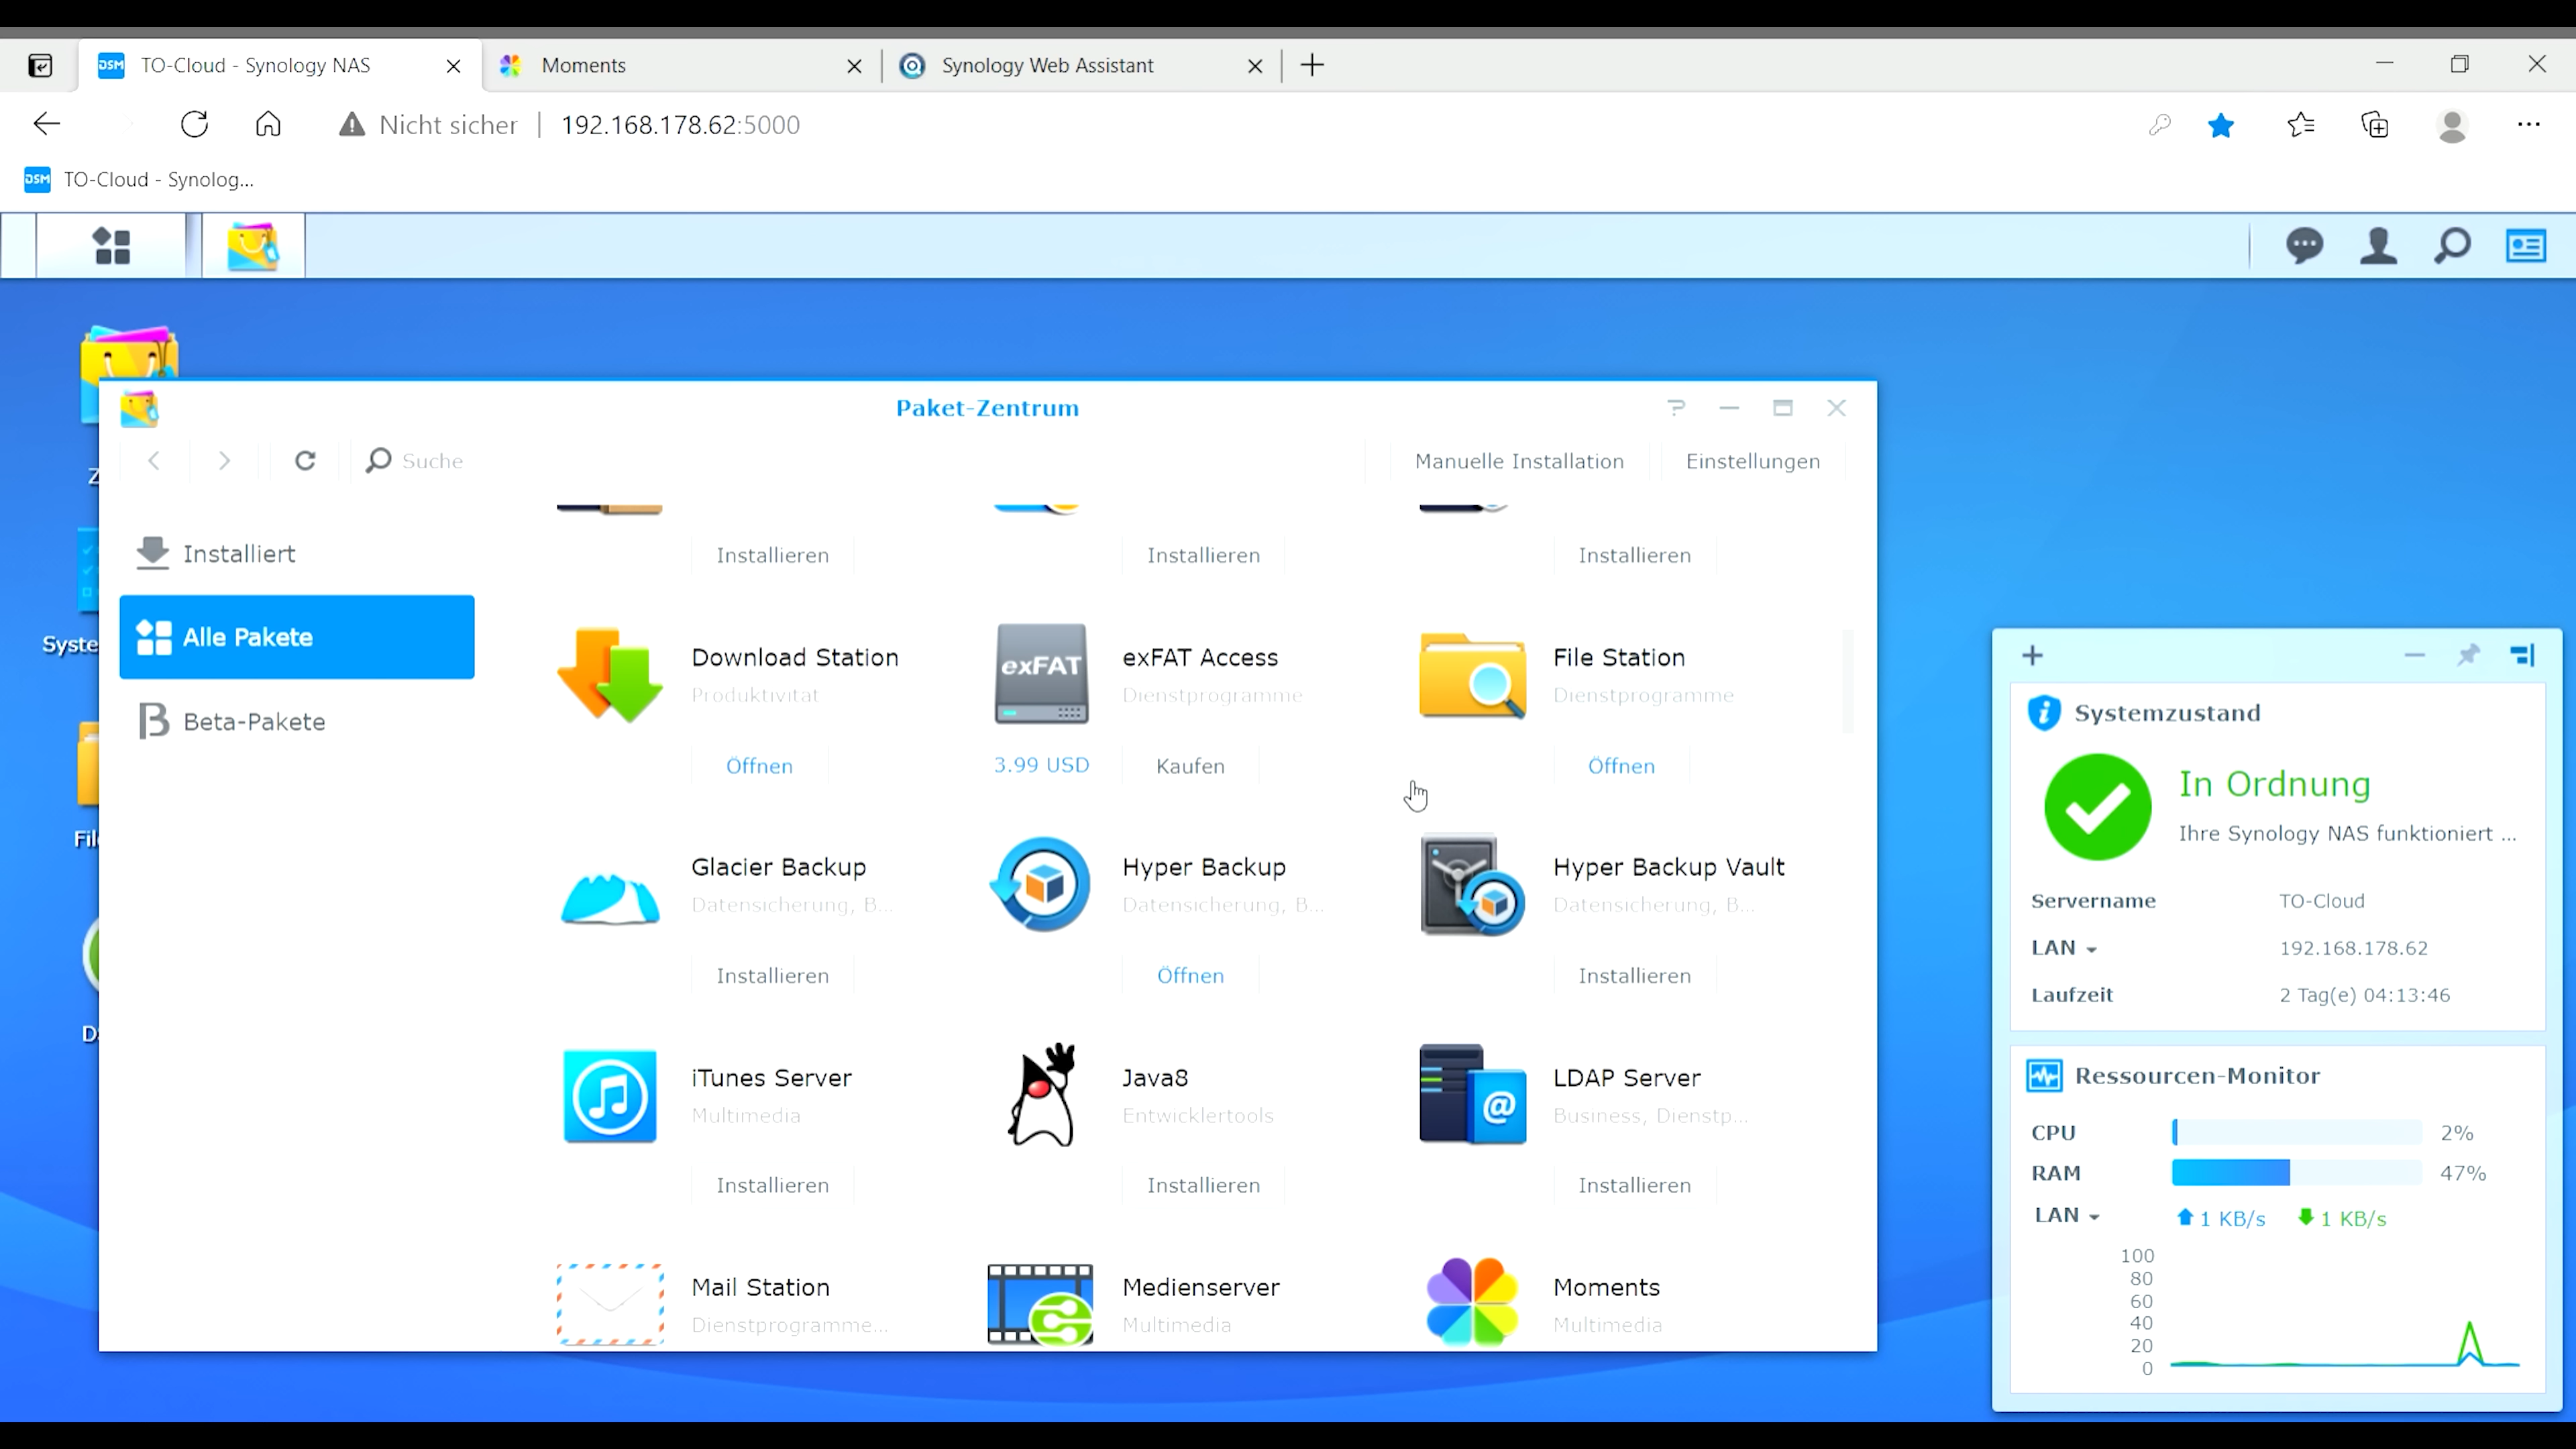 DSM TO-Cloud - Synology NAS
Moments
Synology Web Assistant
Nicht sicher 192.168.178.62:5000
DSM TO-Cloud - Synolog...
Paket-Zentrum
Suche
Manuelle Installation
Einstellungen
Installiert
Alle Pakete
Beta-Pakete
Installieren
Installieren
Installieren
Download Station
Produktivität
Öffnen
exFAT
exFAT Access
Dienstprogramme
3.99 USD
Kaufen
File Station
Dienstprogramme
Öffnen
Glacier Backup
Datensicherung, B...
Installieren
Hyper Backup
Datensicherung, B...
Öffnen
Hyper Backup Vault
Datensicherung, B...
Installieren
iTunes Server
Multimedia
Installieren
Java8
Entwicklertools
Installieren
LDAP Server
Business, Dienstp...
Installieren
Mail Station
Dienstprogramme...
Medienserver
Multimedia
Moments
Multimedia
Z
Syste
Fil
D
Systemzustand
In Ordnung
Ihre Synology NAS funktioniert ...
Servername TO-Cloud
LAN 192.168.178.62
Laufzeit 2 Tag(e) 04:13:46
Ressourcen-Monitor
CPU 2%
RAM 47%
LAN 1 KB/s 1 KB/s
100
80
60
40
20
0